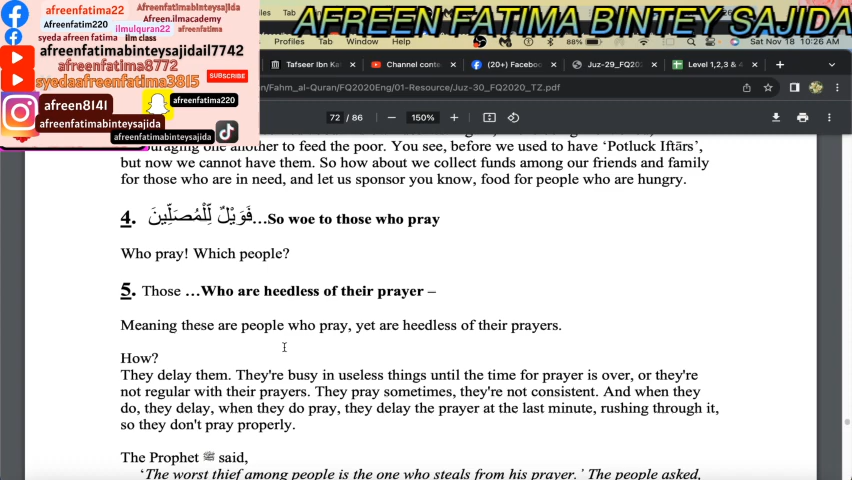 afreenfatima22
Afreenfatimabinteysajida
Afreen.ilmacademy
Afreenfatim220
ilmulquran22 afreenfatima
syeda afreen fatima ilm class
afreenfatimabinteysajidail7742
afreenfatima8772
syedaafreenfatima3815
SUBSCRIBE
afreen8141
afreenfatima220
afreenfatimabinteysajida
afreenfatimabinteysajida
AFREEN FATIMA BINTEY SAJIDA
Profiles Tab Window Help 88% Sat Nov 18 10:26 AM
Tafseer Ibn Ka
Channel conte
(20+) Facebo
Juz-29_FQ2020_TZ.p
Level 1,2,3 & 4
n/Fahm_al-Quran/FQ2020Eng/01-Resource/Juz-30_FQ2020_TZ.pdf
72 / 86 150%
ouraging one another to feed the poor. You see, before we used to have ‘Potluck Ifṭārs’,
but now we cannot have them. So how about we collect funds among our friends and family
for those who are in need, and let us sponsor you know, food for people who are hungry.
4. فَوَيْلٌ لِّلْمُصَلِّينَ…So woe to those who pray
Who pray! Which people?
5. Those …Who are heedless of their prayer –
Meaning these are people who pray, yet are heedless of their prayers.
How?
They delay them. They're busy in useless things until the time for prayer is over, or they're
not regular with their prayers. They pray sometimes, they're not consistent. And when they
do, they delay, when they do pray, they delay the prayer at the last minute, rushing through it,
so they don't pray properly.
The Prophet ﷺ said,
‘The worst thief among people is the one who steals from his prayer.’ The people asked,